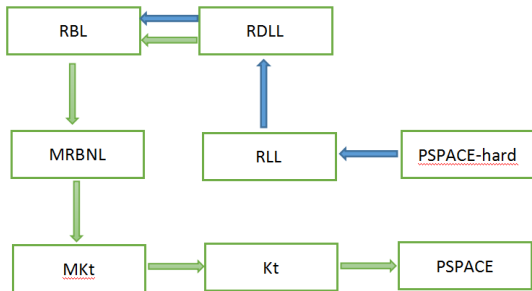 RBL
RDLL
MRBNL
RLL
PSPACE-hard
MKt
Kt
PSPACE